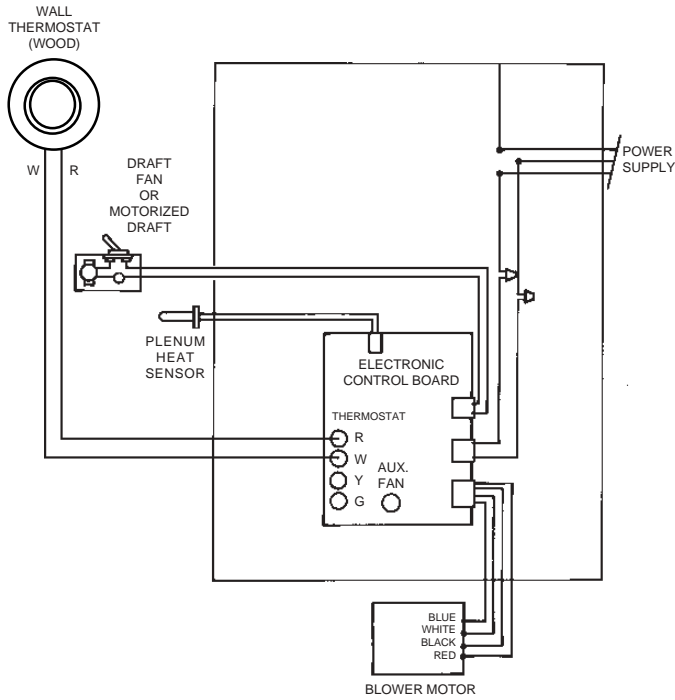 WALL
THERMOSTAT
(WOOD)
W
R
DRAFT
FAN
OR
MOTORIZED
DRAFT
POWER
SUPPLY
PLENUM
HEAT
SENSOR
ELECTRONIC
CONTROL BOARD
THERMOSTAT
R
W
Y
G
AUX.
FAN
BLUE
WHITE
BLACK
RED
BLOWER MOTOR